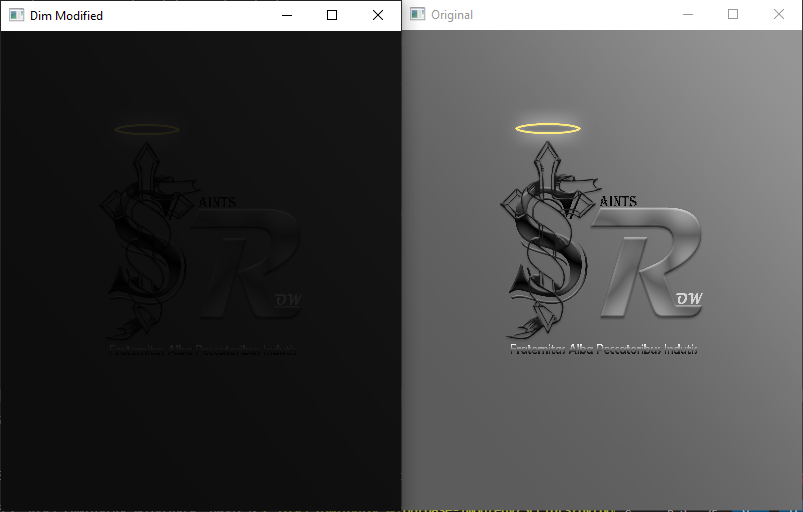 Dim Modified
Original
AINTS
R
OW
Fraternitas Alba Peccatoribus Indutis
AINTS
R
OW
Fraternitas Alba Peccatoribus Indutis